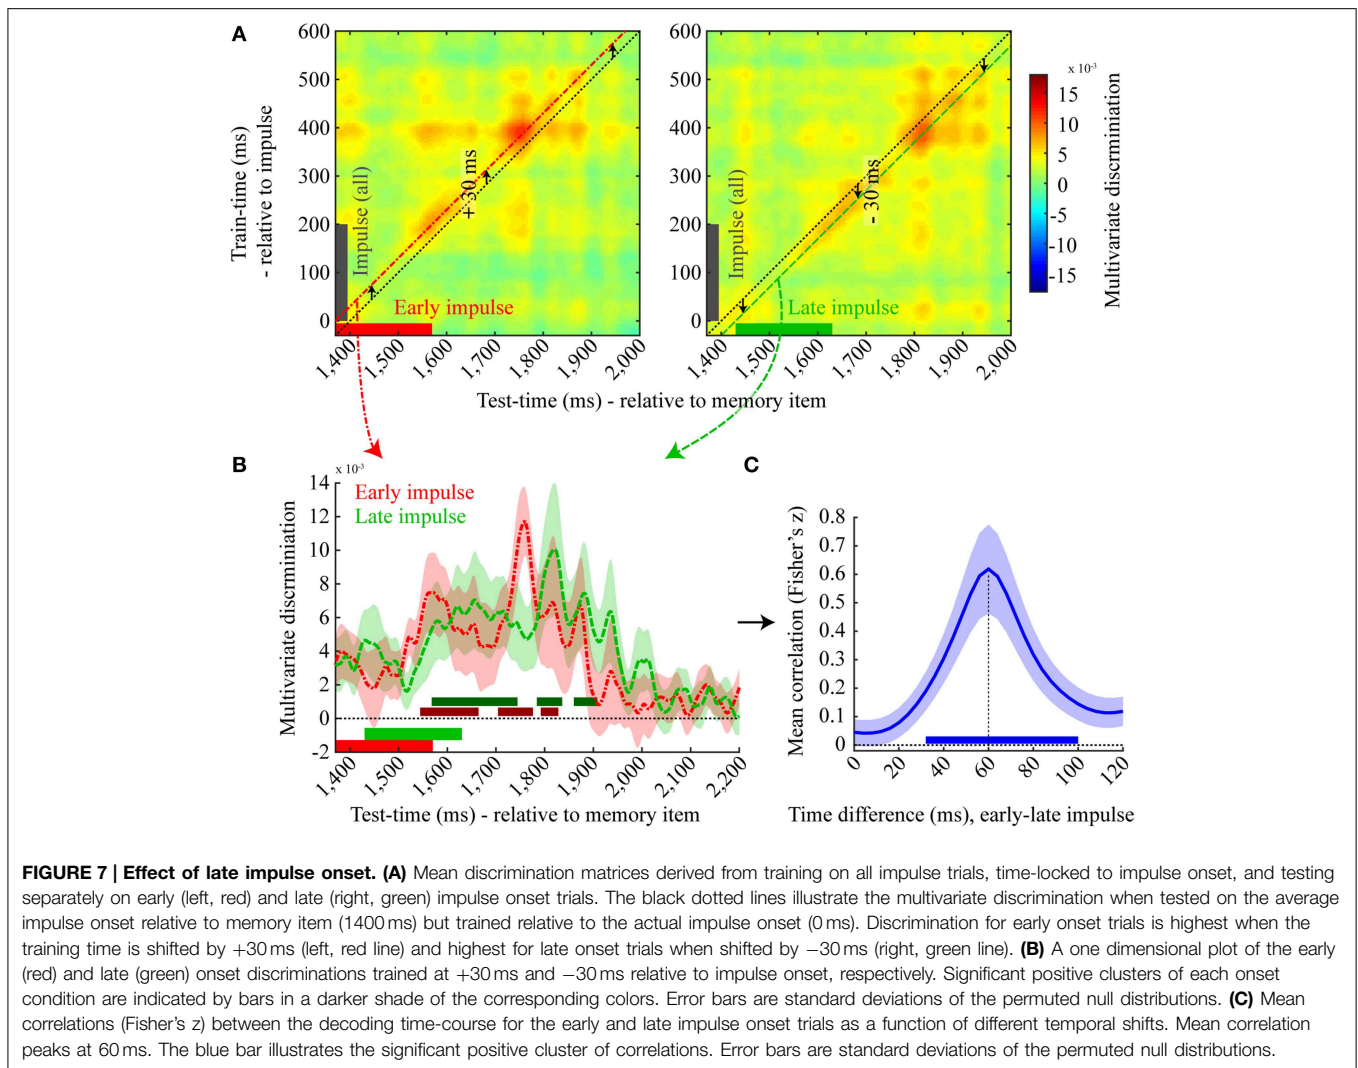 A
600
500
400
300
200
100
0
Train-time (ms)
- relative to impulse
Impulse (all)
+30 ms
Early impulse
1,400
1,500
1,600
1,700
1,800
1,900
2,000
600
500
400
300
200
100
0
Impulse (all)
- 30 ms
Late impulse
1,400
1,500
1,600
1,700
1,800
1,900
2,000
Test-time (ms) - relative to memory item
x 10-3
15
10
5
0
-5
-10
-15
Multivariate discriminiation
B
x 10-3
14
12
10
8
6
4
2
0
-2
Multivariate discrminiation
Early impulse
Late impulse
1,400
1,500
1,600
1,700
1,800
1,900
2,000
2,100
2,200
Test-time (ms) - relative to memory item
C
0.8
0.7
0.6
0.5
0.4
0.3
0.2
0.1
0
Mean correlation (Fisher's z)
0
20
40
60
80
100
120
Time difference (ms), early-late impulse
FIGURE 7 | Effect of late impulse onset. (A) Mean discrimination matrices derived from training on all impulse trials, time-locked to impulse onset, and testing
separately on early (left, red) and late (right, green) impulse onset trials. The black dotted lines illustrate the multivariate discrimination when tested on the average
impulse onset relative to memory item (1400 ms) but trained relative to the actual impulse onset (0 ms). Discrimination for early onset trials is highest when the
training time is shifted by +30 ms (left, red line) and highest for late onset trials when shifted by −30 ms (right, green line). (B) A one dimensional plot of the early
(red) and late (green) onset discriminations trained at +30 ms and −30 ms relative to impulse onset, respectively. Significant positive clusters of each onset
condition are indicated by bars in a darker shade of the corresponding colors. Error bars are standard deviations of the permuted null distributions. (C) Mean
correlations (Fisher's z) between the decoding time-course for the early and late impulse onset trials as a function of different temporal shifts. Mean correlation
peaks at 60 ms. The blue bar illustrates the significant positive cluster of correlations. Error bars are standard deviations of the permuted null distributions.